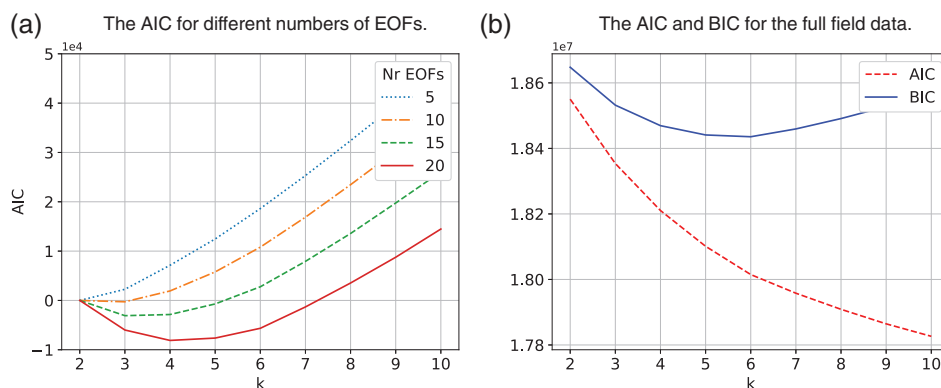 (a) The AIC for different numbers of EOFs.
1e4
5
4
3
2
1
0
−1
AIC
Nr EOFs
5
10
15
20
2 3 4 5 6 7 8 9 10
k
(b) The AIC and BIC for the full field data.
1e7
1.86
1.84
1.82
1.80
1.78
AIC
BIC
2 3 4 5 6 7 8 9 10
k